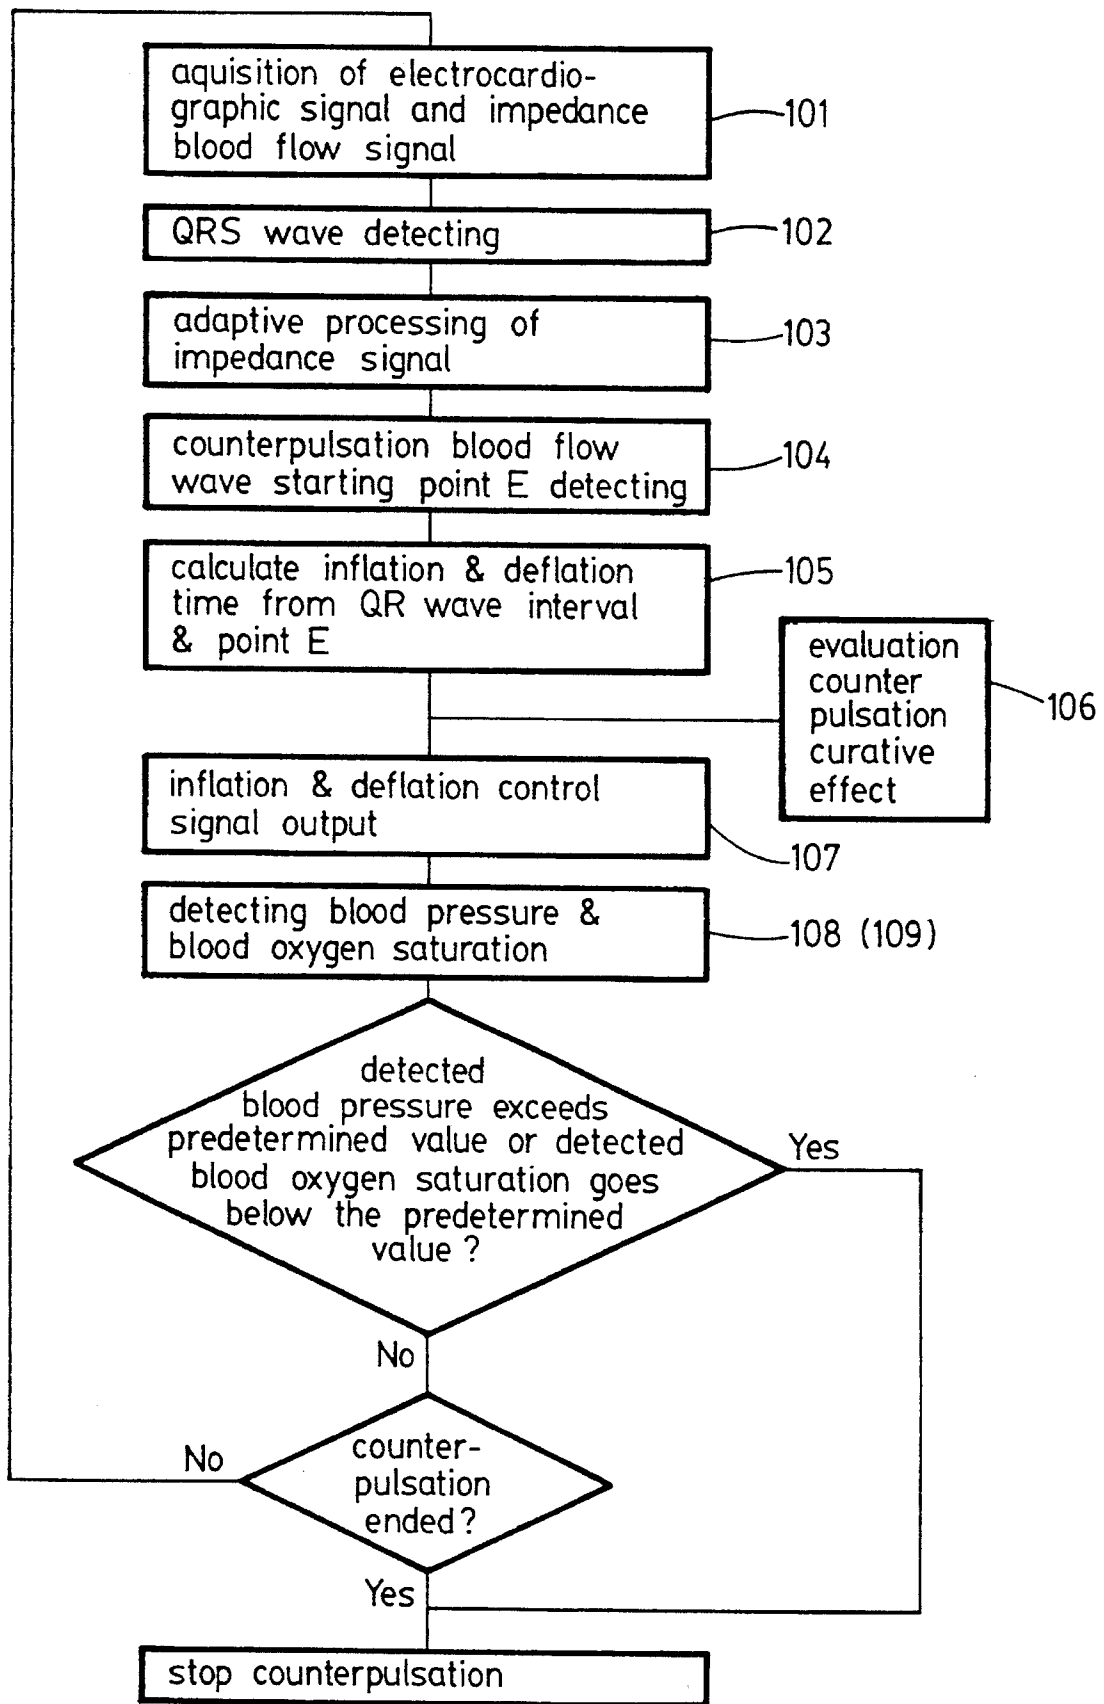 aquisition of electrocardio-
graphic signal and impedance
blood flow signal
101
QRS wave detecting
102
adaptive processing of
impedance signal
103
counterpulsation blood flow
wave starting point E detecting
104
calculate inflation & deflation
time from QR wave interval
& point E
105
evaluation
counter
pulsation
curative
effect
106
inflation & deflation control
signal output
107
detecting blood pressure &
blood oxygen saturation
108 (109)
detected
blood pressure exceeds
predetermined value or detected
blood oxygen saturation goes
below the predetermined
value ?
Yes
No
counter-
pulsation
ended ?
No
Yes
stop counterpulsation